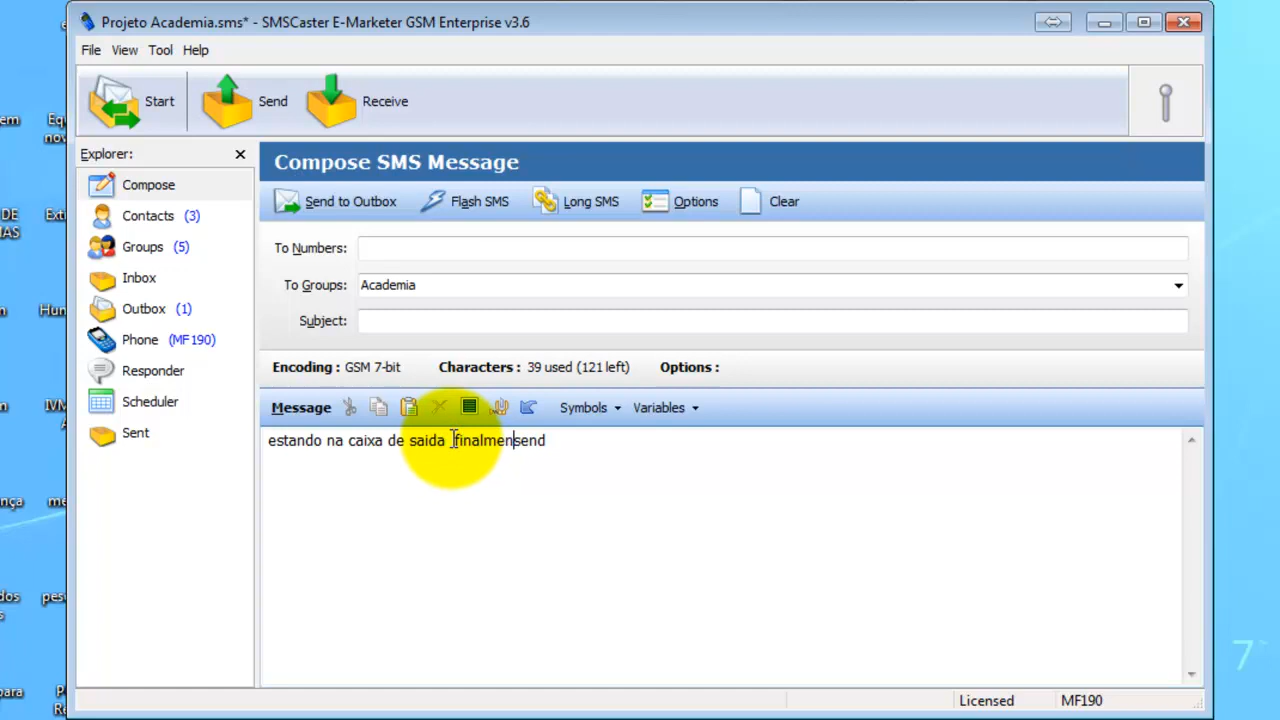 Projeto Academia.sms* - SMSCaster E-Marketer GSM Enterprise v3.6
File View Tool Help
Start Send Receive
Explorer:
Compose
Contacts (3)
Groups (5)
Inbox
Outbox (1)
Phone (MF190)
Responder
Scheduler
Sent
Compose SMS Message
Send to Outbox Flash SMS Long SMS Options Clear
To Numbers:
To Groups: Academia
Subject:
Encoding : GSM 7-bit Characters : 39 used (121 left) Options :
Message Symbols Variables
estando na caixa de saida finalmensend
Licensed MF190
7